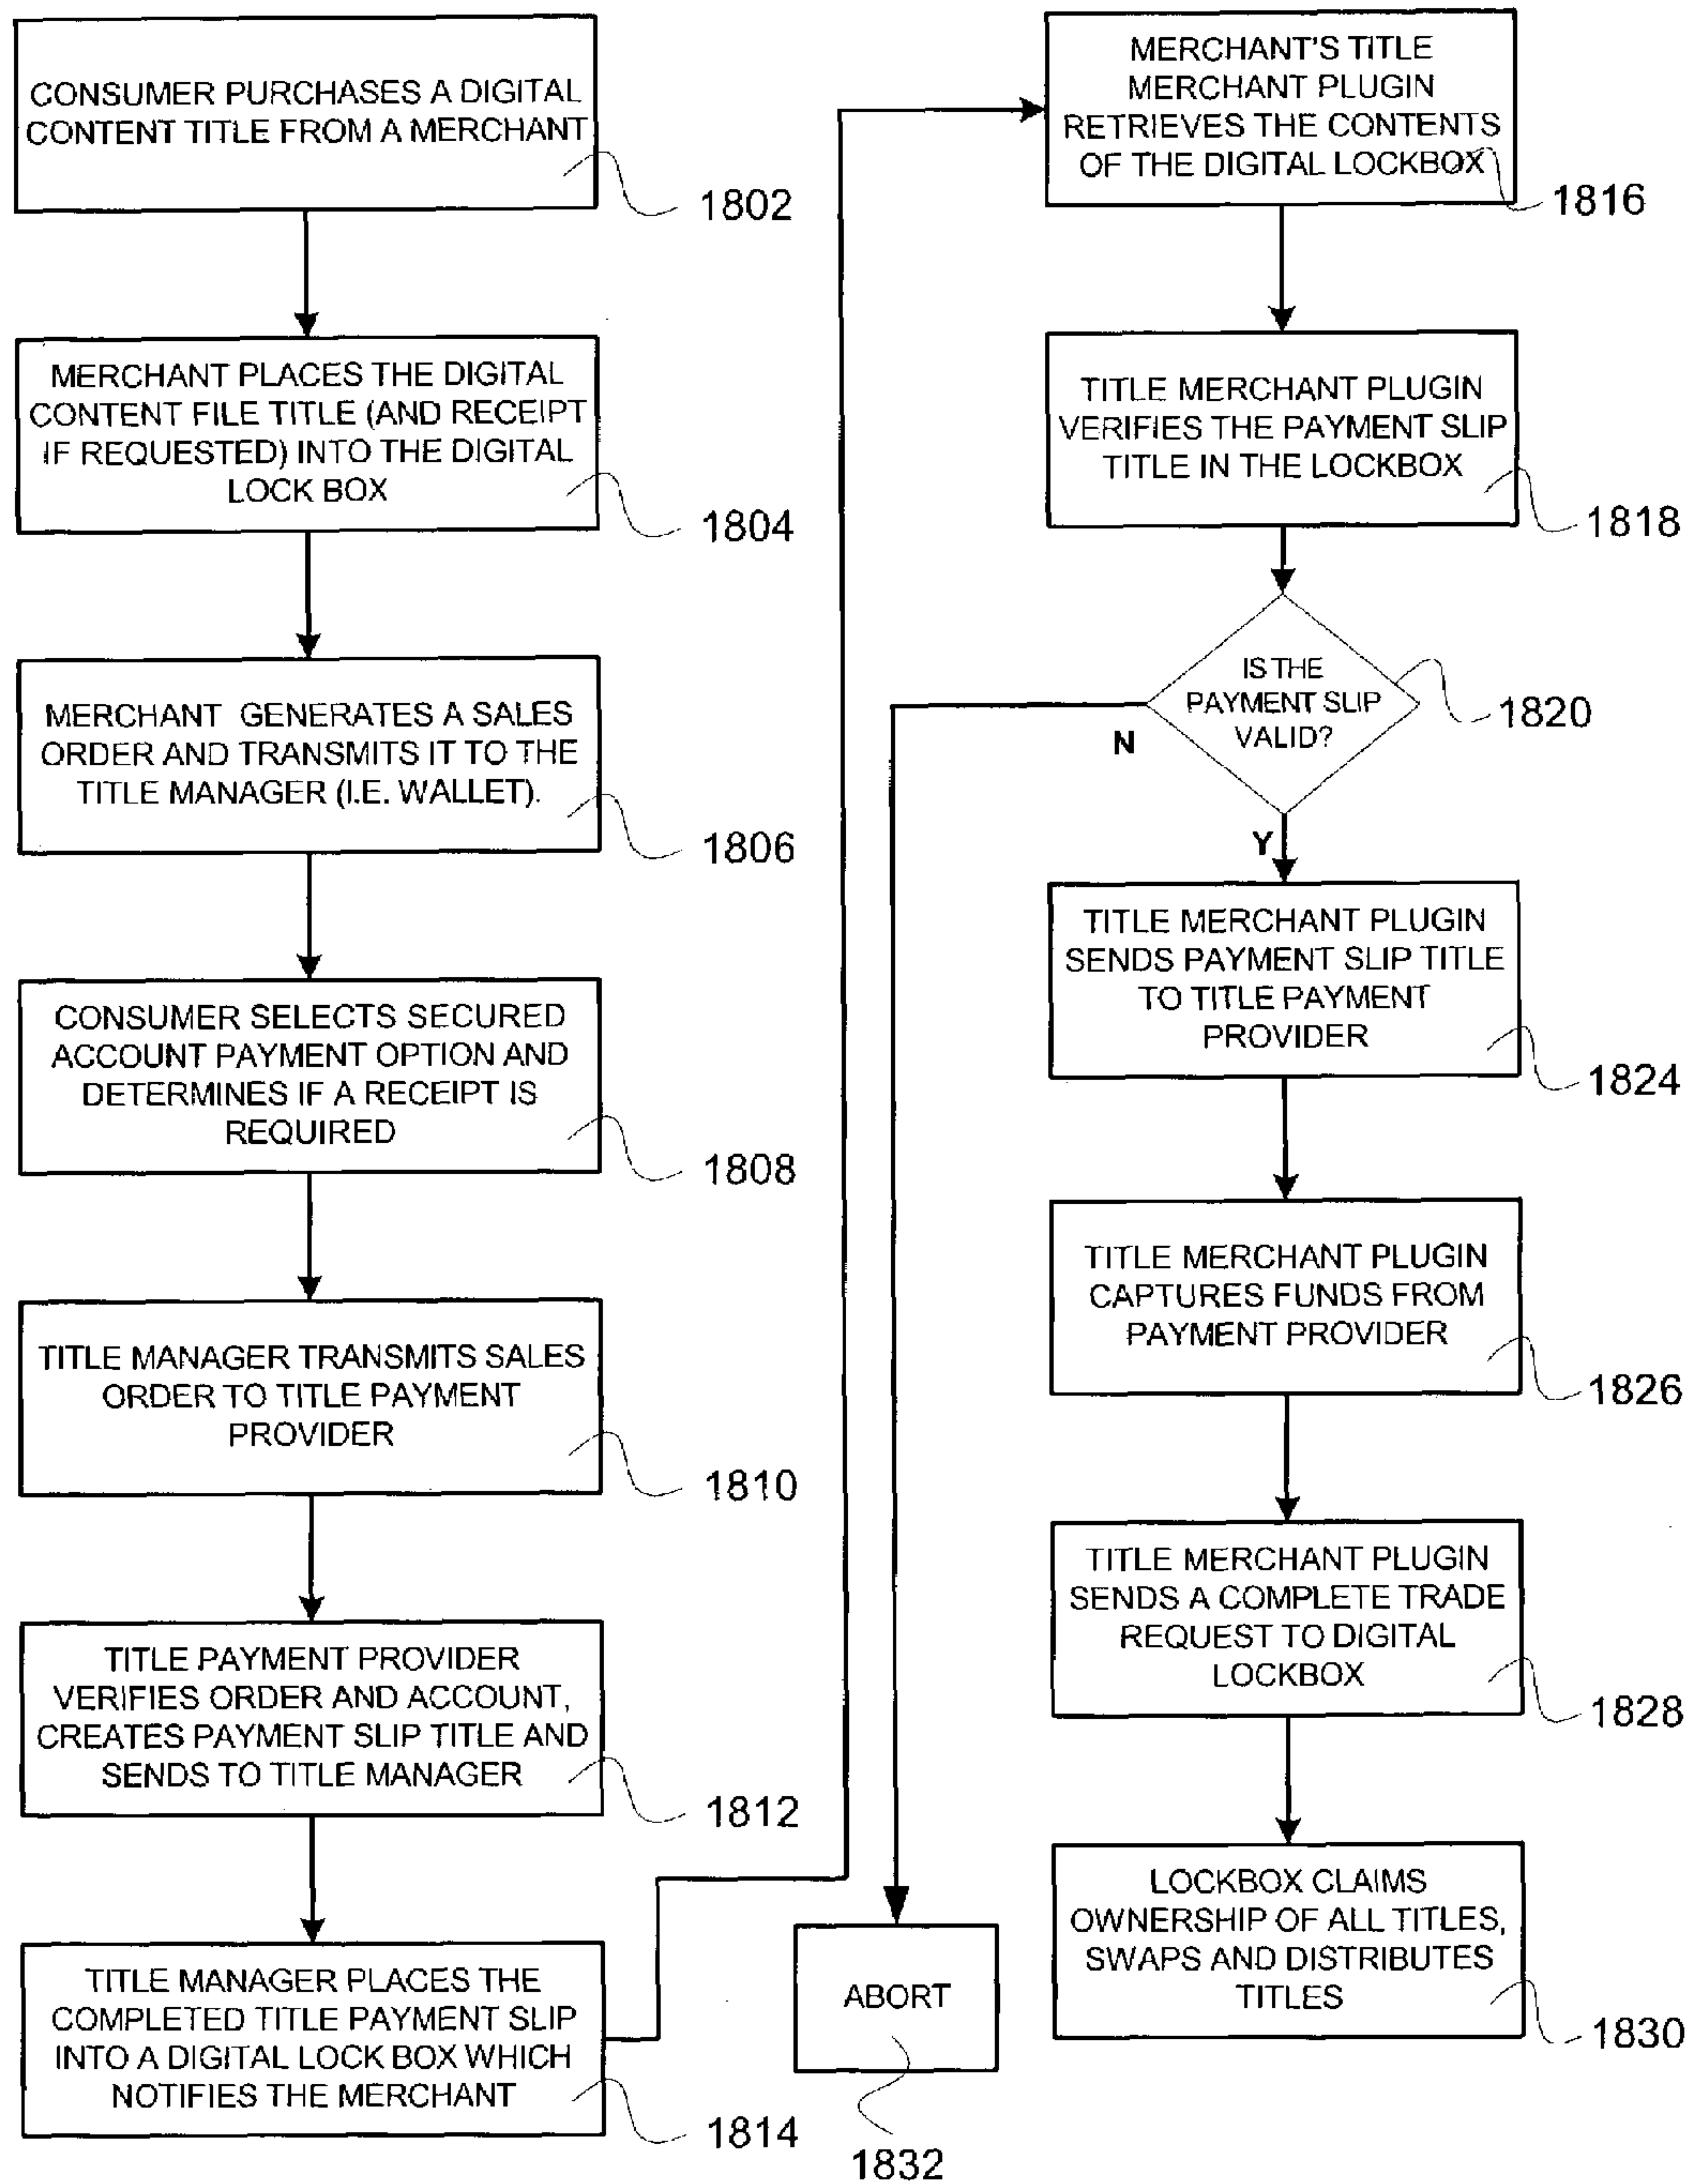 CONSUMER PURCHASES A DIGITAL
CONTENT TITLE FROM A MERCHANT
1802
MERCHANT PLACES THE DIGITAL
CONTENT FILE TITLE (AND RECEIPT
IF REQUESTED) INTO THE DIGITAL
LOCK BOX
1804
MERCHANT GENERATES A SALES
ORDER AND TRANSMITS IT TO THE
TITLE MANAGER (I.E. WALLET).
1806
CONSUMER SELECTS SECURED
ACCOUNT PAYMENT OPTION AND
DETERMINES IF A RECEIPT IS
REQUIRED
1808
TITLE MANAGER TRANSMITS SALES
ORDER TO TITLE PAYMENT
PROVIDER
1810
TITLE PAYMENT PROVIDER
VERIFIES ORDER AND ACCOUNT,
CREATES PAYMENT SLIP TITLE AND
SENDS TO TITLE MANAGER
1812
TITLE MANAGER PLACES THE
COMPLETED TITLE PAYMENT SLIP
INTO A DIGITAL LOCK BOX WHICH
NOTIFIES THE MERCHANT
1814
MERCHANT'S TITLE
MERCHANT PLUGIN
RETRIEVES THE CONTENTS
OF THE DIGITAL LOCKBOX
1816
TITLE MERCHANT PLUGIN
VERIFIES THE PAYMENT SLIP
TITLE IN THE LOCKBOX
1818
IS THE
PAYMENT SLIP
VALID?
1820
N
Y
TITLE MERCHANT PLUGIN
SENDS PAYMENT SLIP TITLE
TO TITLE PAYMENT
PROVIDER
1824
TITLE MERCHANT PLUGIN
CAPTURES FUNDS FROM
PAYMENT PROVIDER
1826
TITLE MERCHANT PLUGIN
SENDS A COMPLETE TRADE
REQUEST TO DIGITAL
LOCKBOX
1828
LOCKBOX CLAIMS
OWNERSHIP OF ALL TITLES,
SWAPS AND DISTRIBUTES
TITLES
1830
ABORT
1832